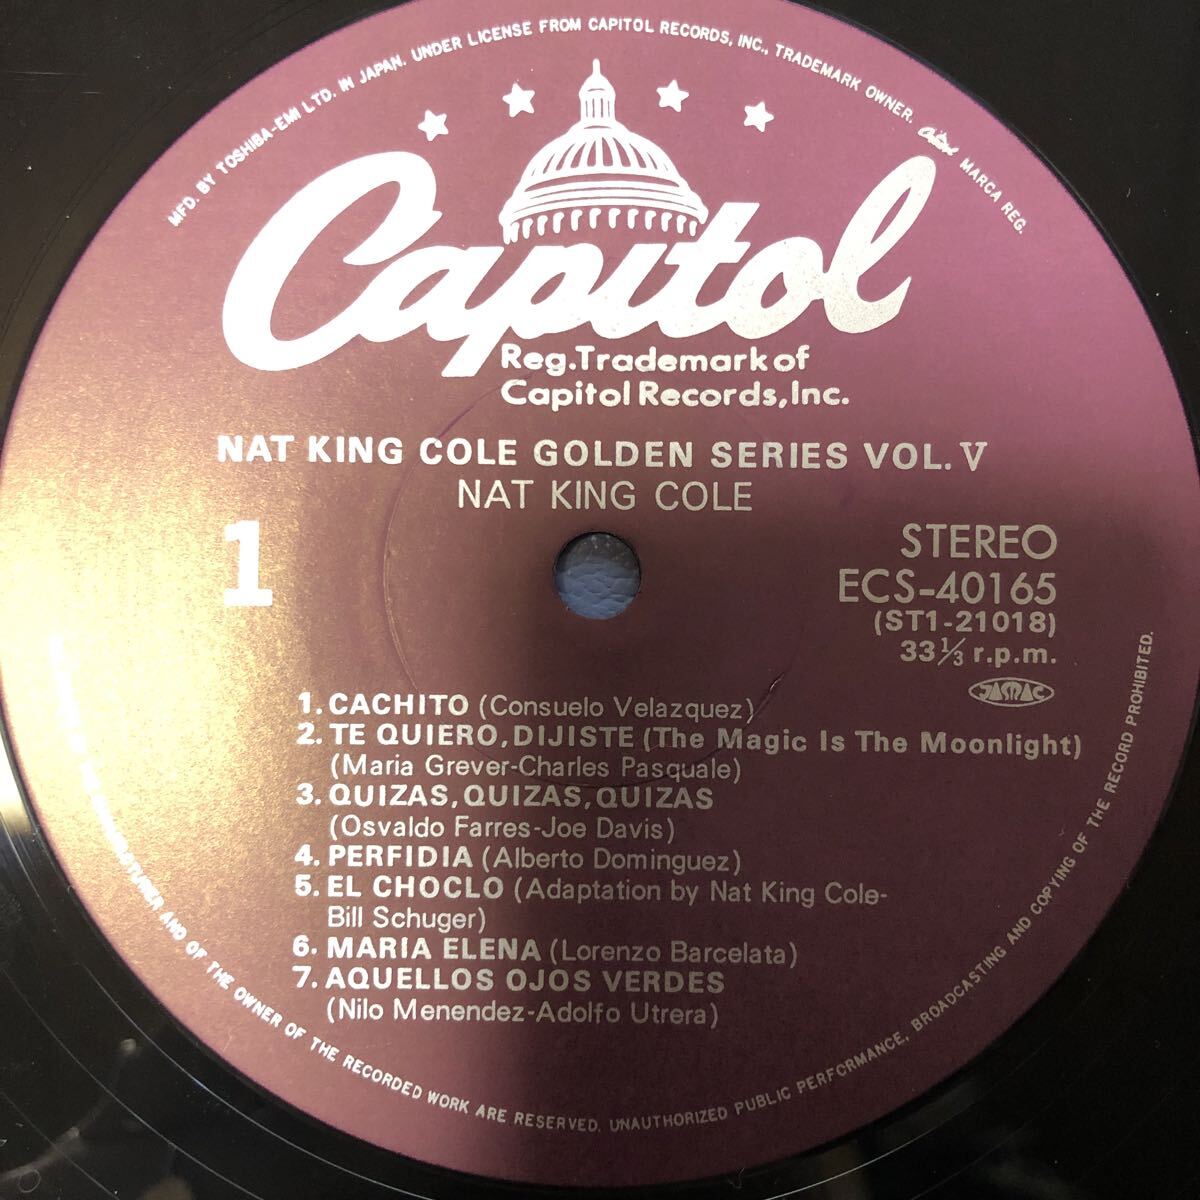 MFD. BY TOSHIBA-EMI LTD. IN JAPAN. UNDER LICENSE FROM CAPITOL RECORDS, INC., TRADEMARK OWNER. Capitol MARCA REG.
Capitol
Reg.Trademark of
Capitol Records,Inc.
NAT KING COLE GOLDEN SERIES VOL. V
NAT KING COLE
1
STEREO
ECS-40165
(ST1-21018)
33⅓ r.p.m.
JASRAC
1. CACHITO (Consuelo Velazquez)
2. TE QUIERO, DIJISTE (The Magic Is The Moonlight)
(Maria Grever-Charles Pasquale)
3. QUIZAS, QUIZAS, QUIZAS
(Osvaldo Farres-Joe Davis)
4. PERFIDIA (Alberto Dominguez)
5. EL CHOCLO (Adaptation by Nat King Cole-
Bill Schuger)
6. MARIA ELENA (Lorenzo Barcelata)
7. AQUELLOS OJOS VERDES
(Nilo Menendez-Adolfo Utrera)
AND OF THE OWNER OF THE RECORDED WORK ARE RESERVED. UNAUTHORIZED PUBLIC PERFORMANCE, BROADCASTING AND COPYING OF THE RECORD PROHIBITED.